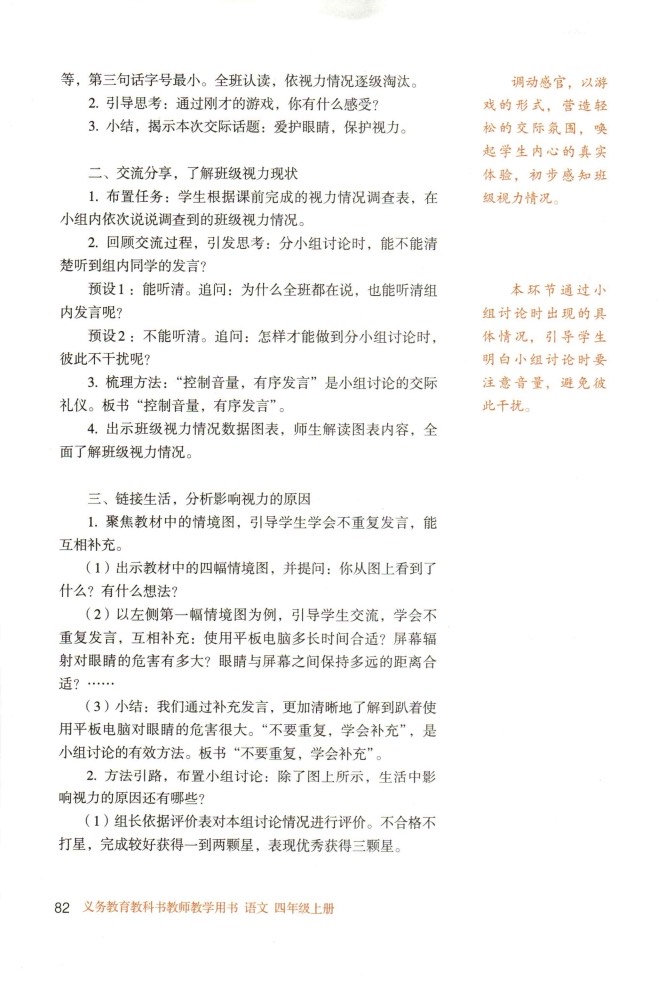 等，第三句话字号最小。全班认读，依视力情况逐级淘汰。
2. 引导思考：通过刚才的游戏，你有什么感受？
3. 小结，揭示本次交际话题：爱护眼睛，保护视力。
二、交流分享，了解班级视力现状
1. 布置任务：学生根据课前完成的视力情况调查表，在
小组内依次说说调查到的班级视力情况。
2. 回顾交流过程，引发思考：分小组讨论时，能不能清
楚听到组内同学的发言？
预设1：能听清。追问：为什么全班都在说，也能听清组
内发言呢？
预设2：不能听清。追问：怎样才能做到分小组讨论时，
彼此不干扰呢？
3. 梳理方法：“控制音量，有序发言”是小组讨论的交际
礼仪。板书“控制音量，有序发言”。
4. 出示班级视力情况数据图表，师生解读图表内容，全
面了解班级视力情况。
三、链接生活，分析影响视力的原因
1. 聚焦教材中的情境图，引导学生学会不重复发言，能
互相补充。
（1）出示教材中的四幅情境图，并提问：你从图上看到了
什么？有什么想法？
（2）以左侧第一幅情境图为例，引导学生交流，学会不
重复发言，互相补充：使用平板电脑多长时间合适？屏幕辐
射对眼睛的危害有多大？眼睛与屏幕之间保持多远的距离合
适？……
（3）小结：我们通过补充发言，更加清晰地了解到趴着使
用平板电脑对眼睛的危害很大。“不要重复，学会补充”，是
小组讨论的有效方法。板书“不要重复，学会补充”。
2. 方法引路，布置小组讨论：除了图上所示，生活中影
响视力的原因还有哪些？
（1）组长依据评价表对本组讨论情况进行评价。不合格不
打星，完成较好获得一到两颗星，表现优秀获得三颗星。
调动感官，以游
戏的形式，营造轻
松的交际氛围，唤
起学生内心的真实
体验，初步感知班
级视力情况。
本环节通过小
组讨论时出现的具
体情况，引导学生
明白小组讨论时要
注意音量，避免彼
此干扰。
82 义务教育教科书教师教学用书 语文 四年级上册